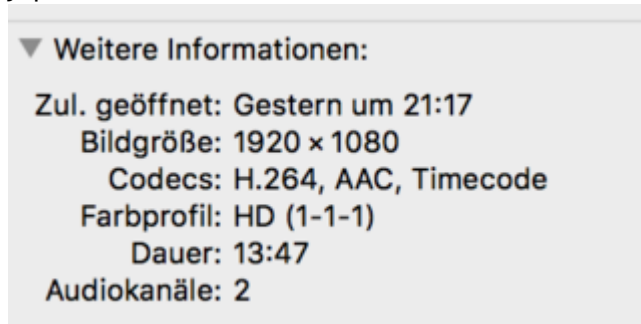 Weitere Informationen:
Zul. geöffnet: Gestern um 21:17
Bildgröße: 1920 × 1080
Codecs: H.264, AAC, Timecode
Farbprofil: HD (1-1-1)
Dauer: 13:47
Audiokanäle: 2